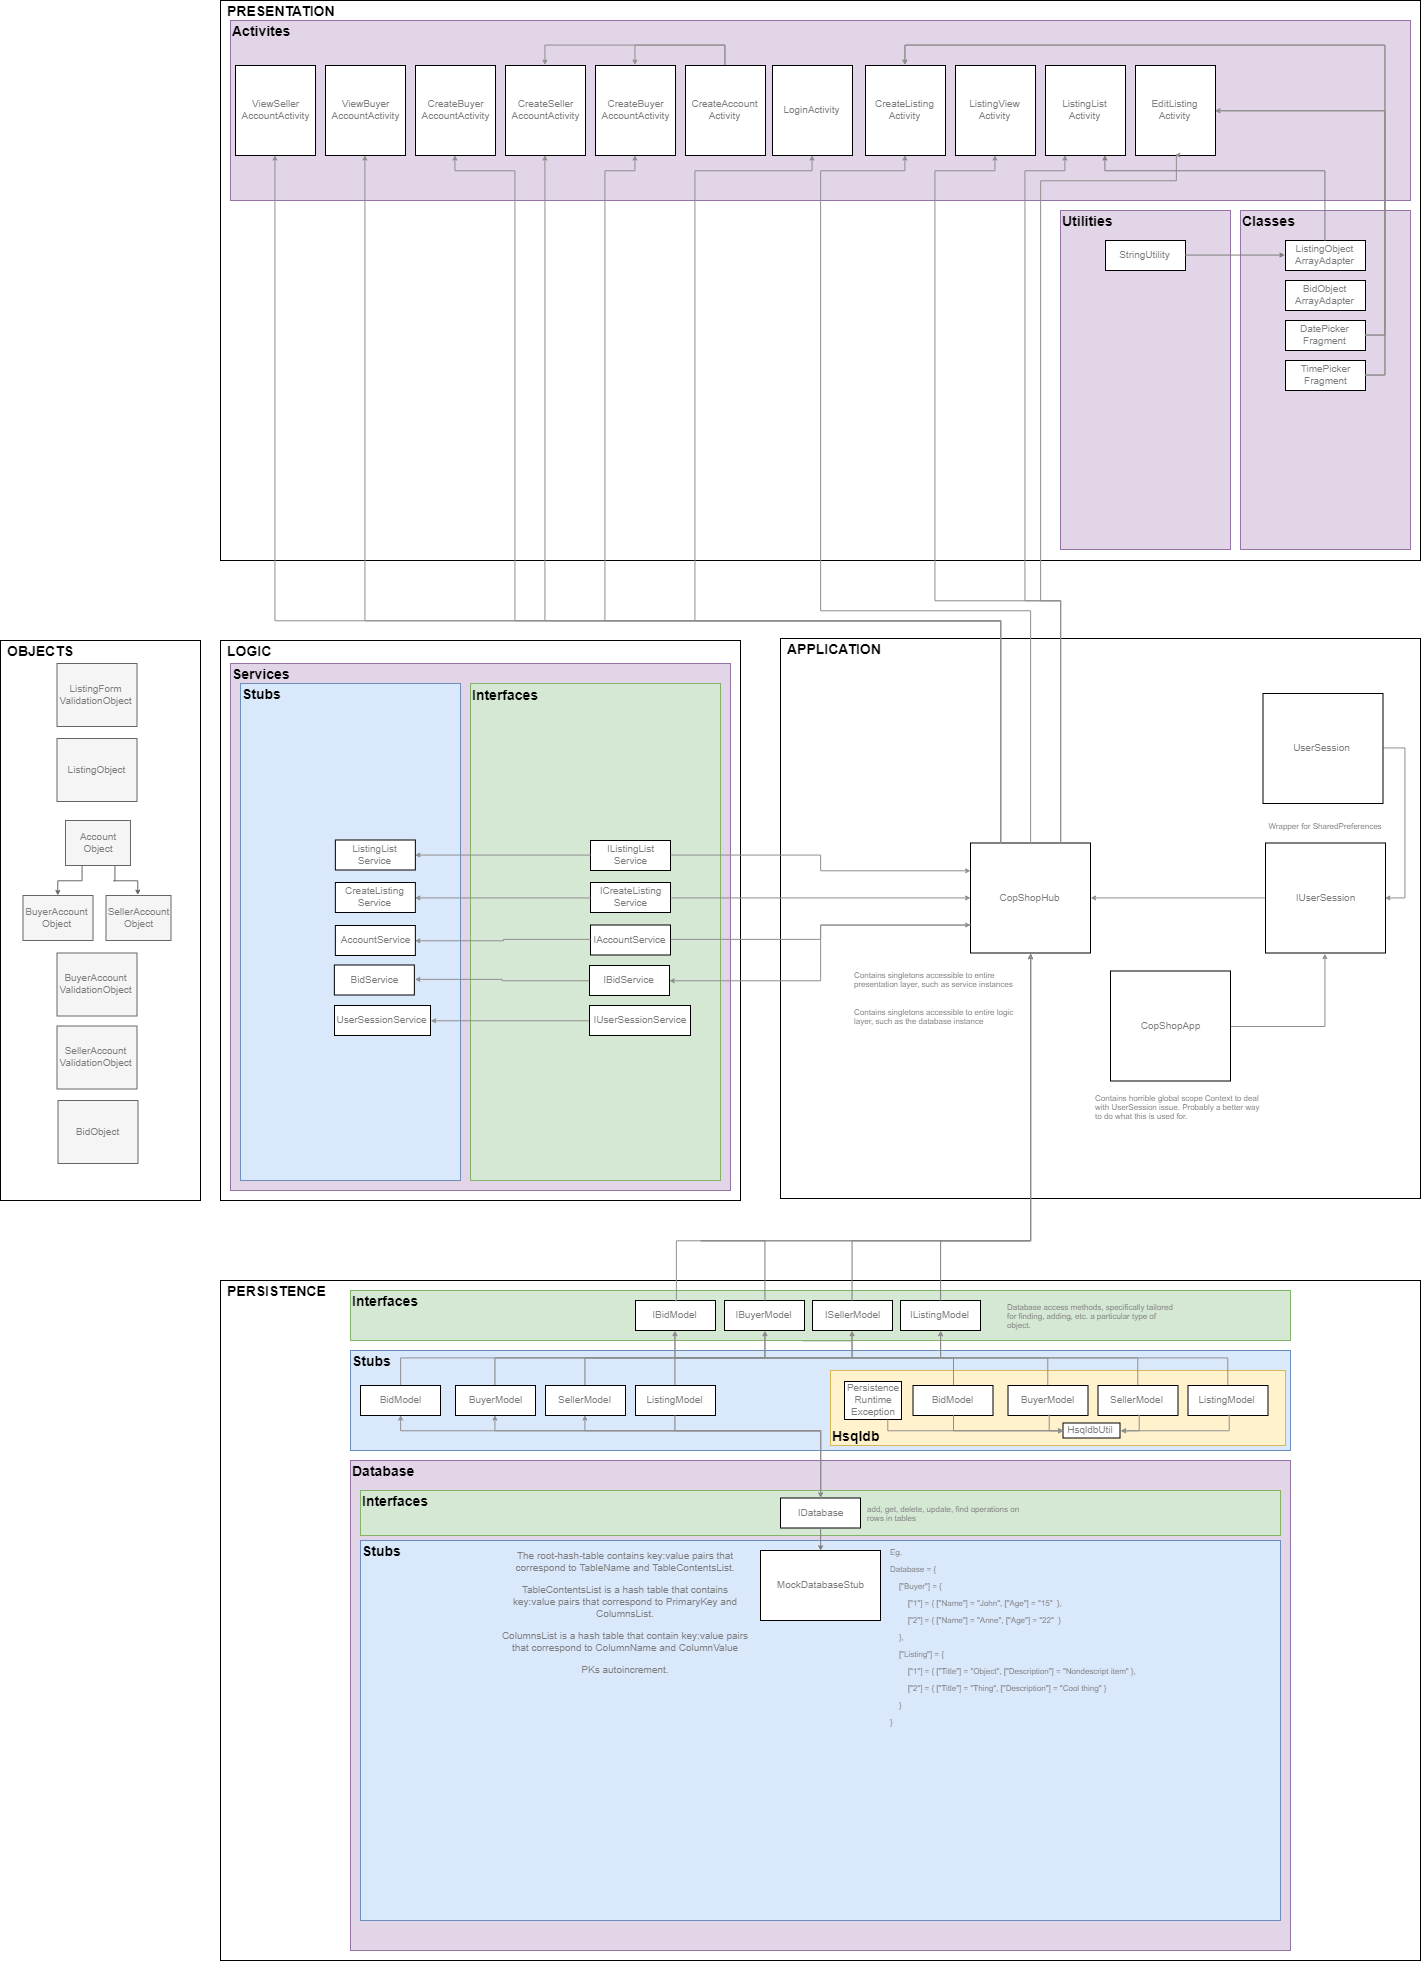 PRESENTATION
Activites
ViewSeller
AccountActivity
ViewBuyer
AccountActivity
CreateBuyer
AccountActivity
CreateSeller
AccountActivity
CreateBuyer
AccountActivity
CreateAccount
Activity
LoginActivity
CreateListing
Activity
ListingView
Activity
ListingList
Activity
EditListing
Activity
Utilities
StringUtility
Classes
ListingObject
ArrayAdapter
BidObject
ArrayAdapter
DatePicker
Fragment
TimePicker
Fragment
OBJECTS
ListingForm
ValidationObject
ListingObject
Account
Object
BuyerAccount
Object
SellerAccount
Object
BuyerAccount
ValidationObject
SellerAccount
ValidationObject
BidObject
LOGIC
Services
Stubs
ListingList
Service
CreateListing
Service
AccountService
BidService
UserSessionService
Interfaces
IListingList
Service
ICreateListing
Service
IAccountService
IBidService
IUserSessionService
APPLICATION
UserSession
Wrapper for SharedPreferences
CopShopHub
IUserSession
Contains singletons accessible to entire
presentation layer, such as service instances
Contains singletons accessible to entire logic
layer, such as the database instance
CopShopApp
Contains horrible global scope Context to deal
with UserSession issue. Probably a better way
to do what this is used for.
PERSISTENCE
Interfaces
IBidModel
IBuyerModel
ISellerModel
IListingModel
Database access methods, specifically tailored
for finding, adding, etc. a particular type of
object.
Stubs
BidModel
BuyerModel
SellerModel
ListingModel
Persistence
Runtime
Exception
BidModel
BuyerModel
SellerModel
ListingModel
HsqldbUtil
Hsqldb
Database
Interfaces
IDatabase
add, get, delete, update, find operations on
rows in tables
Stubs
The root-hash-table contains key:value pairs that
correspond to TableName and TableContentsList.
TableContentsList is a hash table that contains
key:value pairs that correspond to PrimaryKey and
ColumnsList.
ColumnsList is a hash table that contain key:value pairs
that correspond to ColumnName and ColumnValue
PKs autoincrement.
MockDatabaseStub
Eg.
Database = {
["Buyer"] = {
["1"] = { ["Name"] = "John", ["Age"] = "15" },
["2"] = { ["Name"] = "Anne", ["Age"] = "22" }
},
["Listing"] = {
["1"] = { ["Title"] = "Object", ["Description"] = "Nondescript item" },
["2"] = { ["Title"] = "Thing", ["Description"] = "Cool thing" }
}
}